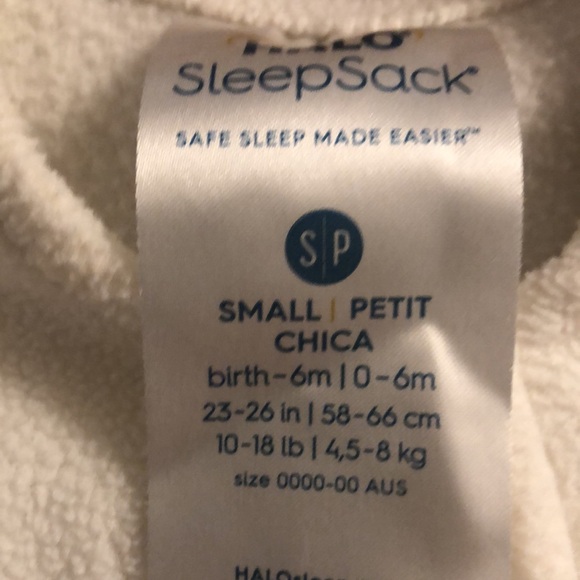 HALO
SleepSack®
SAFE SLEEP MADE EASIER™
S|P
SMALL | PETIT
CHICA
birth-6m | 0-6m
23-26 in | 58-66 cm
10-18 lb | 4,5-8 kg
size 0000-00 AUS